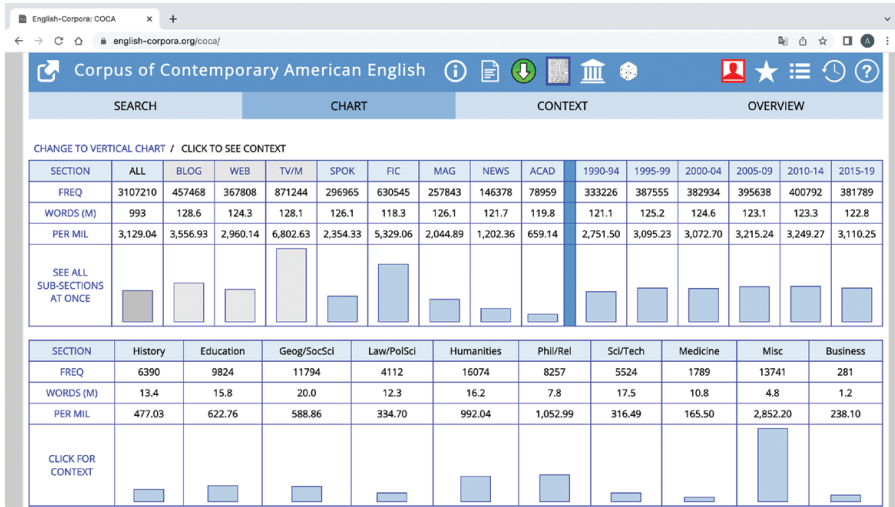 English-Corpora: COCA × +
english-corpora.org/coca/
Corpus of Contemporary American English
SEARCH CHART CONTEXT OVERVIEW
CHANGE TO VERTICAL CHART / CLICK TO SEE CONTEXT
SECTION ALL BLOG WEB TV/M SPOK FIC MAG NEWS ACAD 1990-94 1995-99 2000-04 2005-09 2010-14 2015-19
FREQ 3107210 457468 367808 871244 296965 630545 257843 146378 78959 333226 387555 382934 395638 400792 381789
WORDS (M) 993 128.6 124.3 128.1 126.1 118.3 126.1 121.7 119.8 121.1 125.2 124.6 123.1 123.3 122.8
PER MIL 3,129.04 3,556.93 2,960.14 6,802.63 2,354.33 5,329.06 2,044.89 1,202.36 659.14 2,751.50 3,095.23 3,072.70 3,215.24 3,249.27 3,110.25
SEE ALL
SUB-SECTIONS
AT ONCE
SECTION History Education Geog/SocSci Law/PolSci Humanities Phil/Rel Sci/Tech Medicine Misc Business
FREQ 6390 9824 11794 4112 16074 8257 5524 1789 13741 281
WORDS (M) 13.4 15.8 20.0 12.3 16.2 7.8 17.5 10.8 4.8 1.2
PER MIL 477.03 622.76 588.86 334.70 992.04 1,052.99 316.49 165.50 2,852.20 238.10
CLICK FOR
CONTEXT